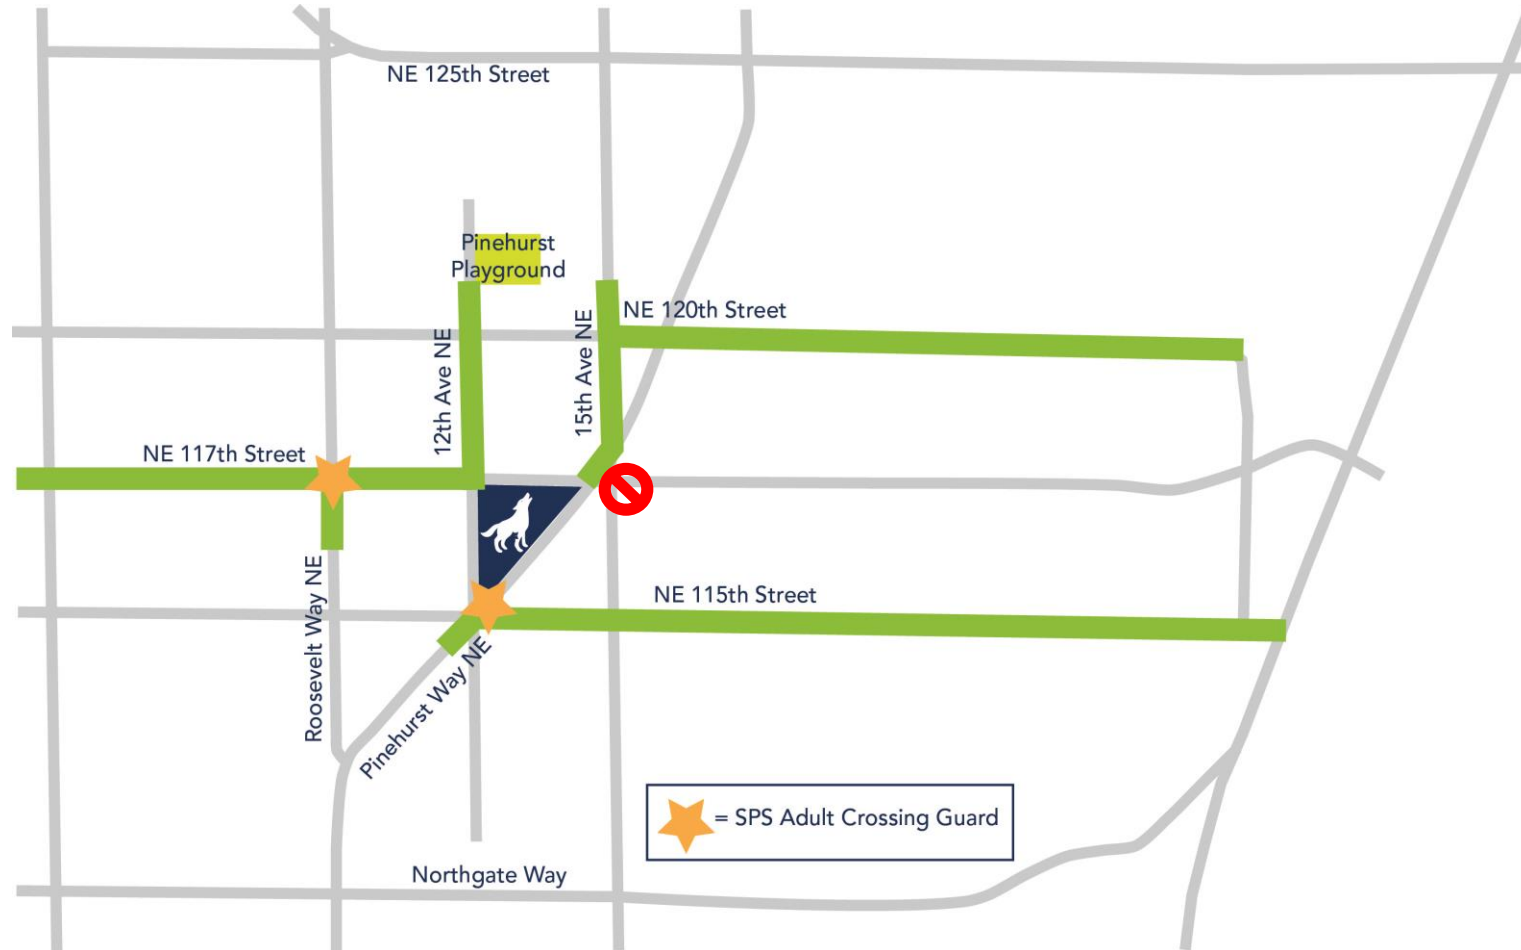 NE 125th Street
Pinehurst
Playground
NE 120th Street
12th Ave NE
15th Ave NE
NE 117th Street
NE 115th Street
Roosevelt Way NE
Pinehurst Way NE
= SPS Adult Crossing Guard
Northgate Way